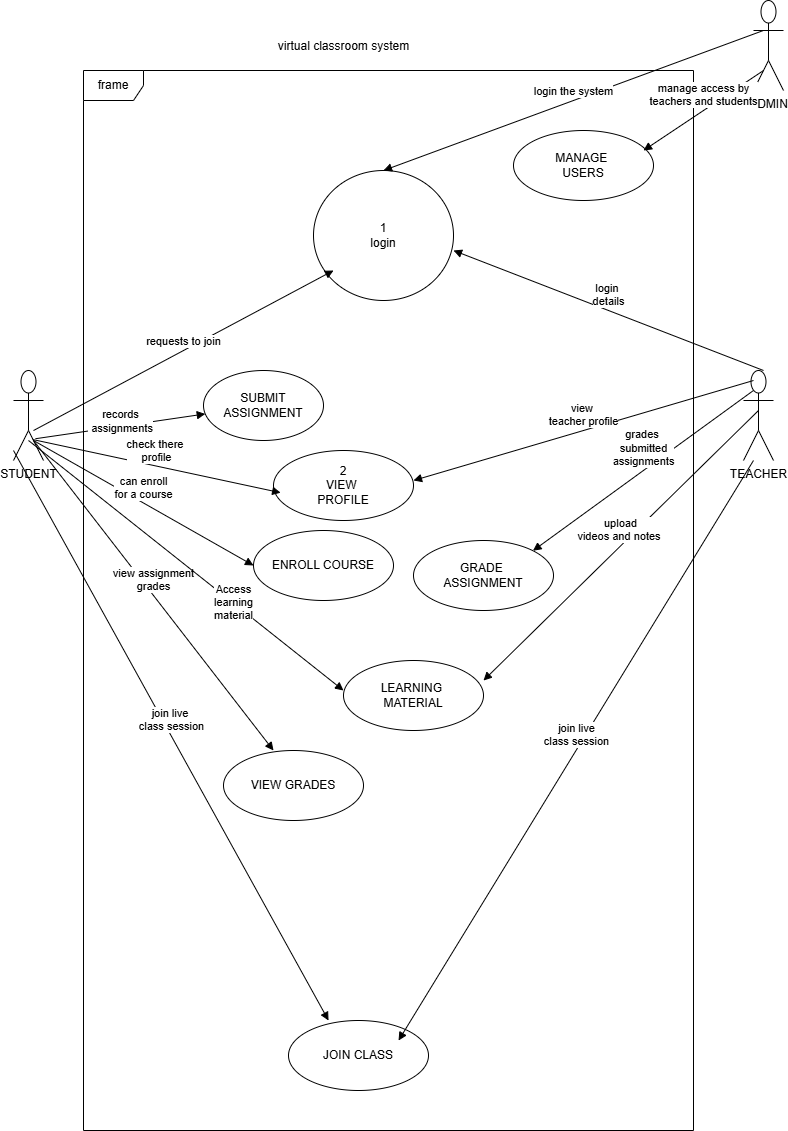 virtual classroom system
frame
login the system
manage access by
teachers and students
DMIN
MANAGE
USERS
1
login
login
details
requests to join
SUBMIT
ASSIGNMENT
records
assignments
view
teacher profile
check there
profile
grades
submitted
assignments
STUDENT
TEACHER
2
VIEW
PROFILE
can enroll
for a course
upload
videos and notes
ENROLL COURSE
GRADE
ASSIGNMENT
view assignment
grades
Access
learning
material
LEARNING
MATERIAL
join live
class session
join live
class session
VIEW GRADES
JOIN CLASS